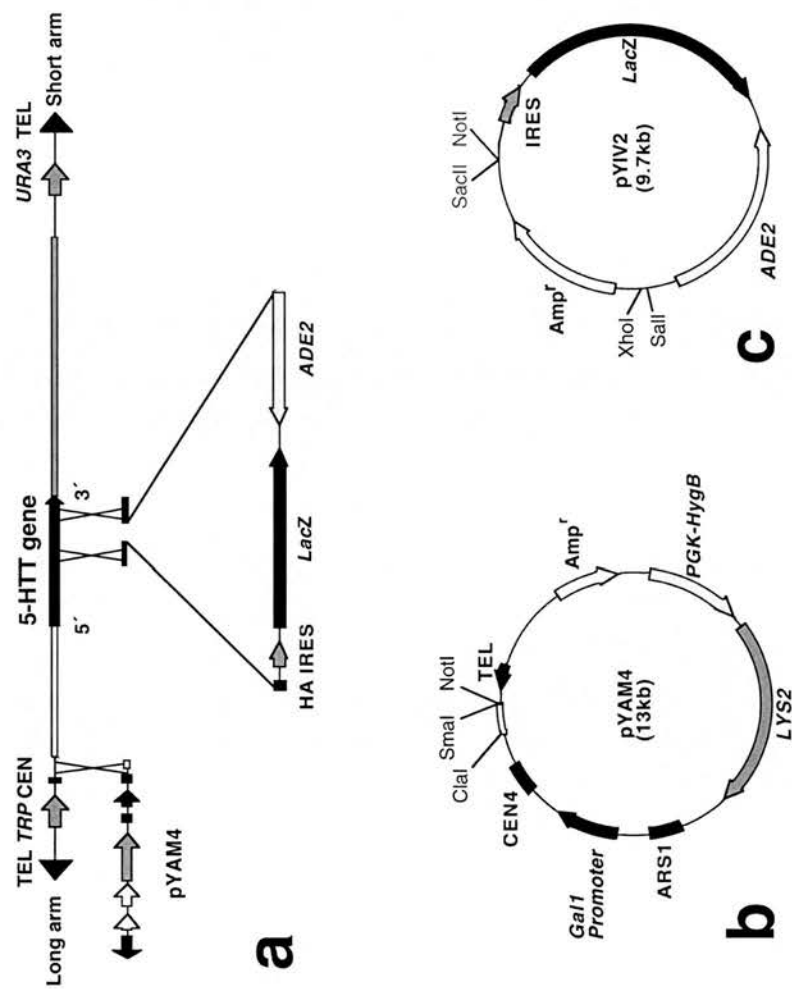 Long arm
TEL TRP CEN
5-HTT gene
URA3 TEL
Short arm
5´
3´
pYAM4
HA IRES
LacZ
ADE2
a
b
CEN4
ClaI
SmaI
NotI
TEL
Ampʳ
PGK-HygB
LYS2
ARS1
Gal1
Promoter
pYAM4
(13kb)
c
SacII
NotI
IRES
LacZ
ADE2
SalI
XhoI
Ampʳ
pYIV2
(9.7kb)